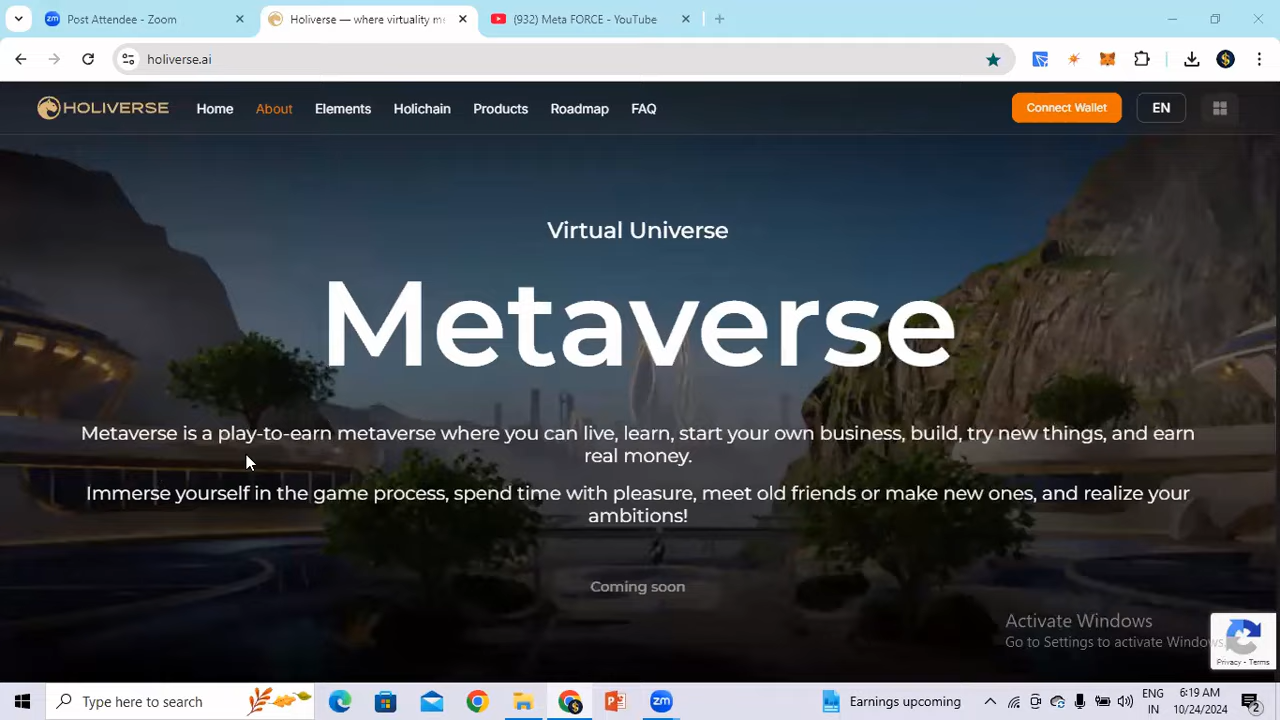 Post Attendee - Zoom
Holiverse — where virtuality m
(932) Meta FORCE - YouTube
holiverse.ai
HOLIVERSE
Home
About
Elements
Holichain
Products
Roadmap
FAQ
Connect Wallet
EN
Virtual Universe
Metaverse
Metaverse is a play-to-earn metaverse where you can live, learn, start your own business, build, try new things, and earn
real money.
Immerse yourself in the game process, spend time with pleasure, meet old friends or make new ones, and realize your
ambitions!
Coming soon
Activate Windows
Go to Settings to activate Windows.
Privacy - Terms
Type here to search
Earnings upcoming
ENG
IN
6:19 AM
10/24/2024
2